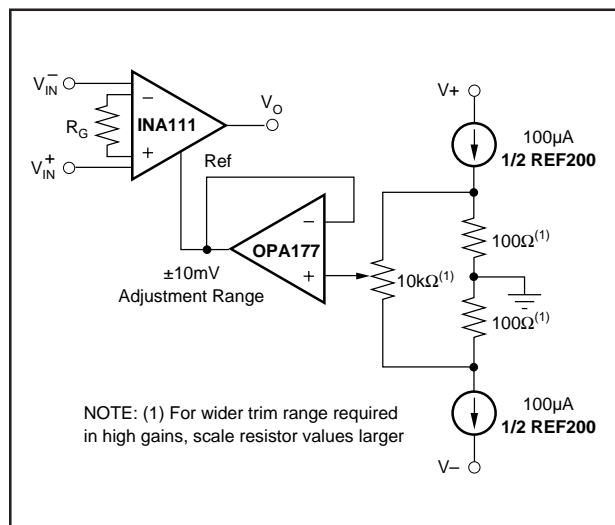 V⁻IN
INA111
RG
V⁺IN
VO
Ref
OPA177
±10mV
Adjustment Range
V+
100µA
1/2 REF200
100Ω(1)
10kΩ(1)
100Ω(1)
100µA
1/2 REF200
V–
NOTE: (1) For wider trim range required
in high gains, scale resistor values larger